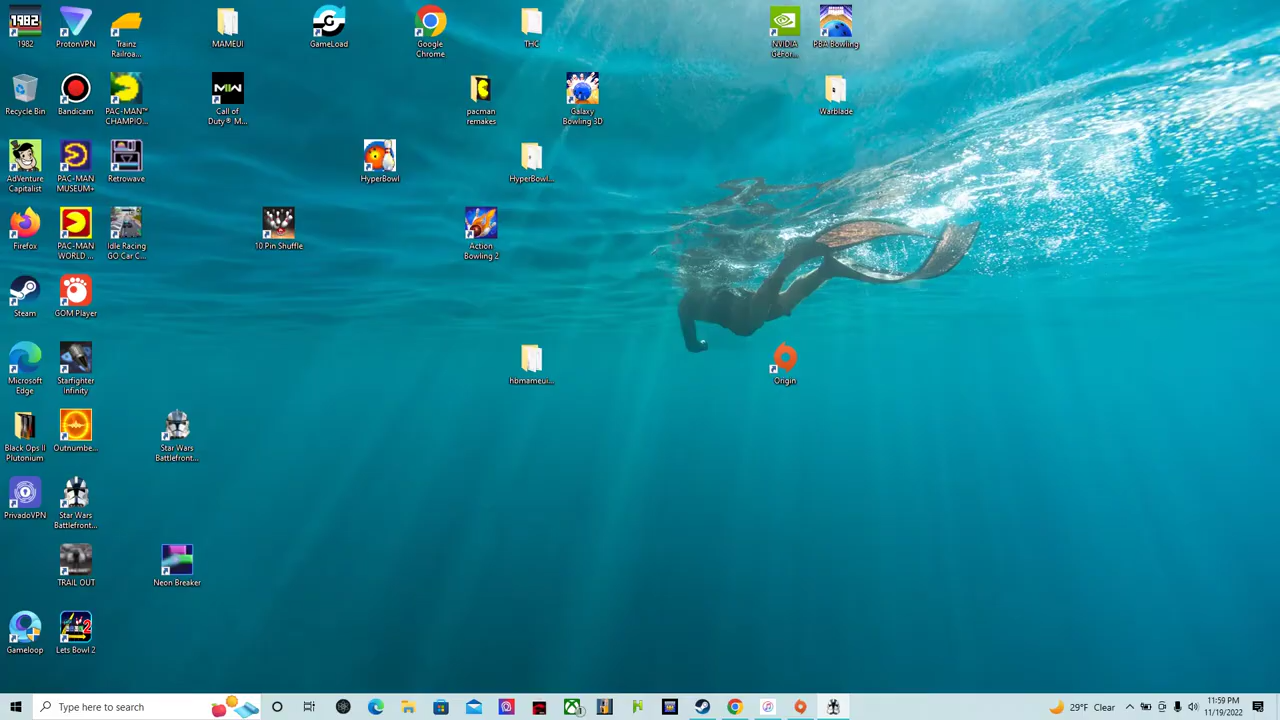 1982
ProtonVPN
Trainz
Railroa...
MAMEUI
GameLoad
Google
Chrome
THC
NVIDIA
GeFor...
PBA Bowling
Recycle Bin
Bandicam
PAC-MAN™
CHAMPIO...
Call of
Duty® M...
pacman
remakes
Galaxy
Bowling 3D
Warblade
AdVenture
Capitalist
PAC-MAN
MUSEUM+
Retrowave
HyperBowl
HyperBowl...
Firefox
PAC-MAN
WORLD ...
Idle Racing
GO Car C...
10 Pin Shuffle
Action
Bowling 2
Steam
GOM Player
Microsoft
Edge
Starfighter
Infinity
hbmameui...
Origin
Black Ops II
Plutonium
Outnumbe...
Star Wars
Battlefront...
PrivadoVPN
Star Wars
Battlefront...
TRAIL OUT
Neon Breaker
Gameloop
Lets Bowl 2
Type here to search
29°F Clear
11:59 PM
11/19/2022